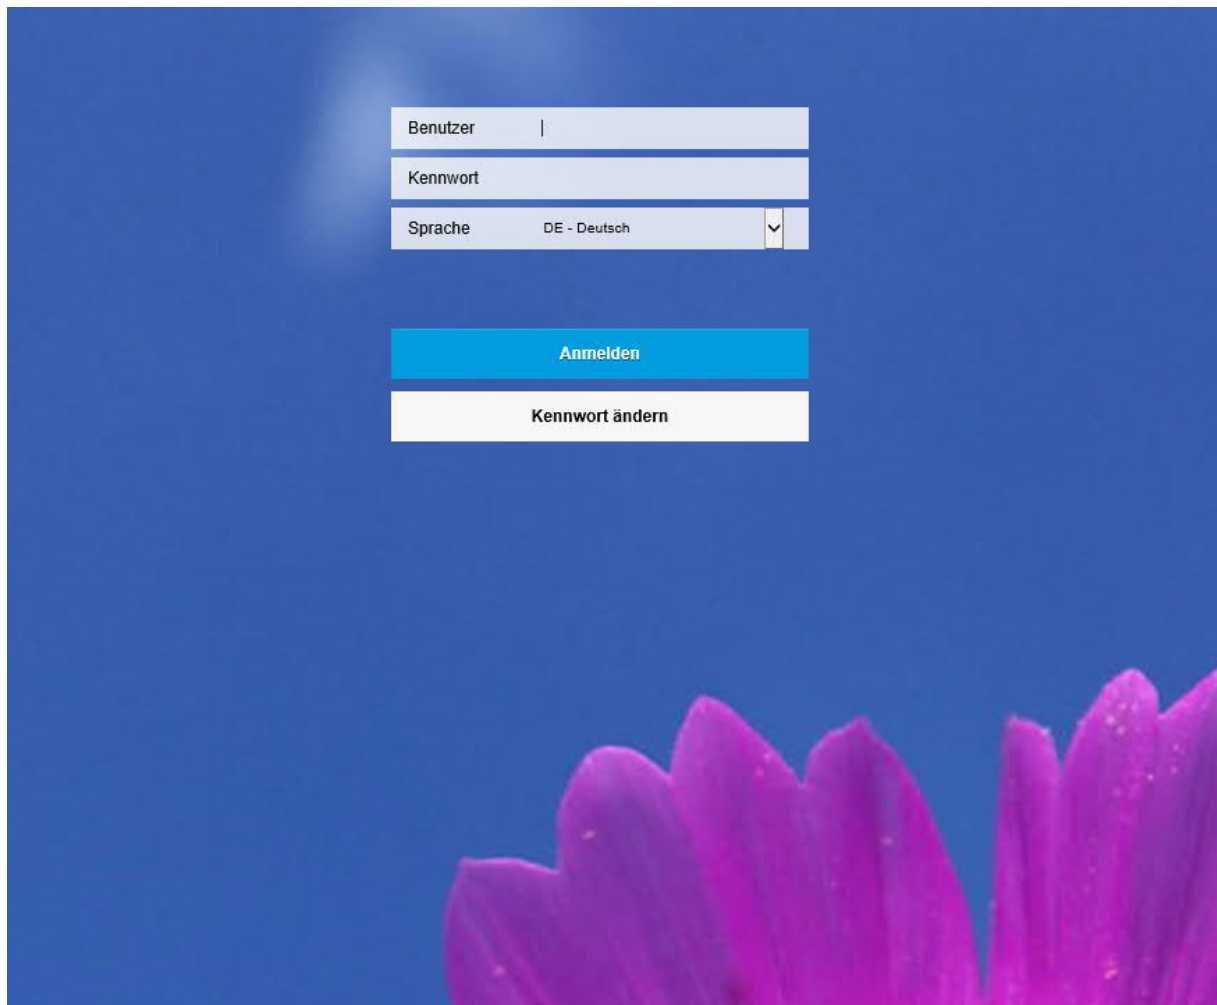 Benutzer
Kennwort
Sprache DE - Deutsch
Anmelden
Kennwort ändern